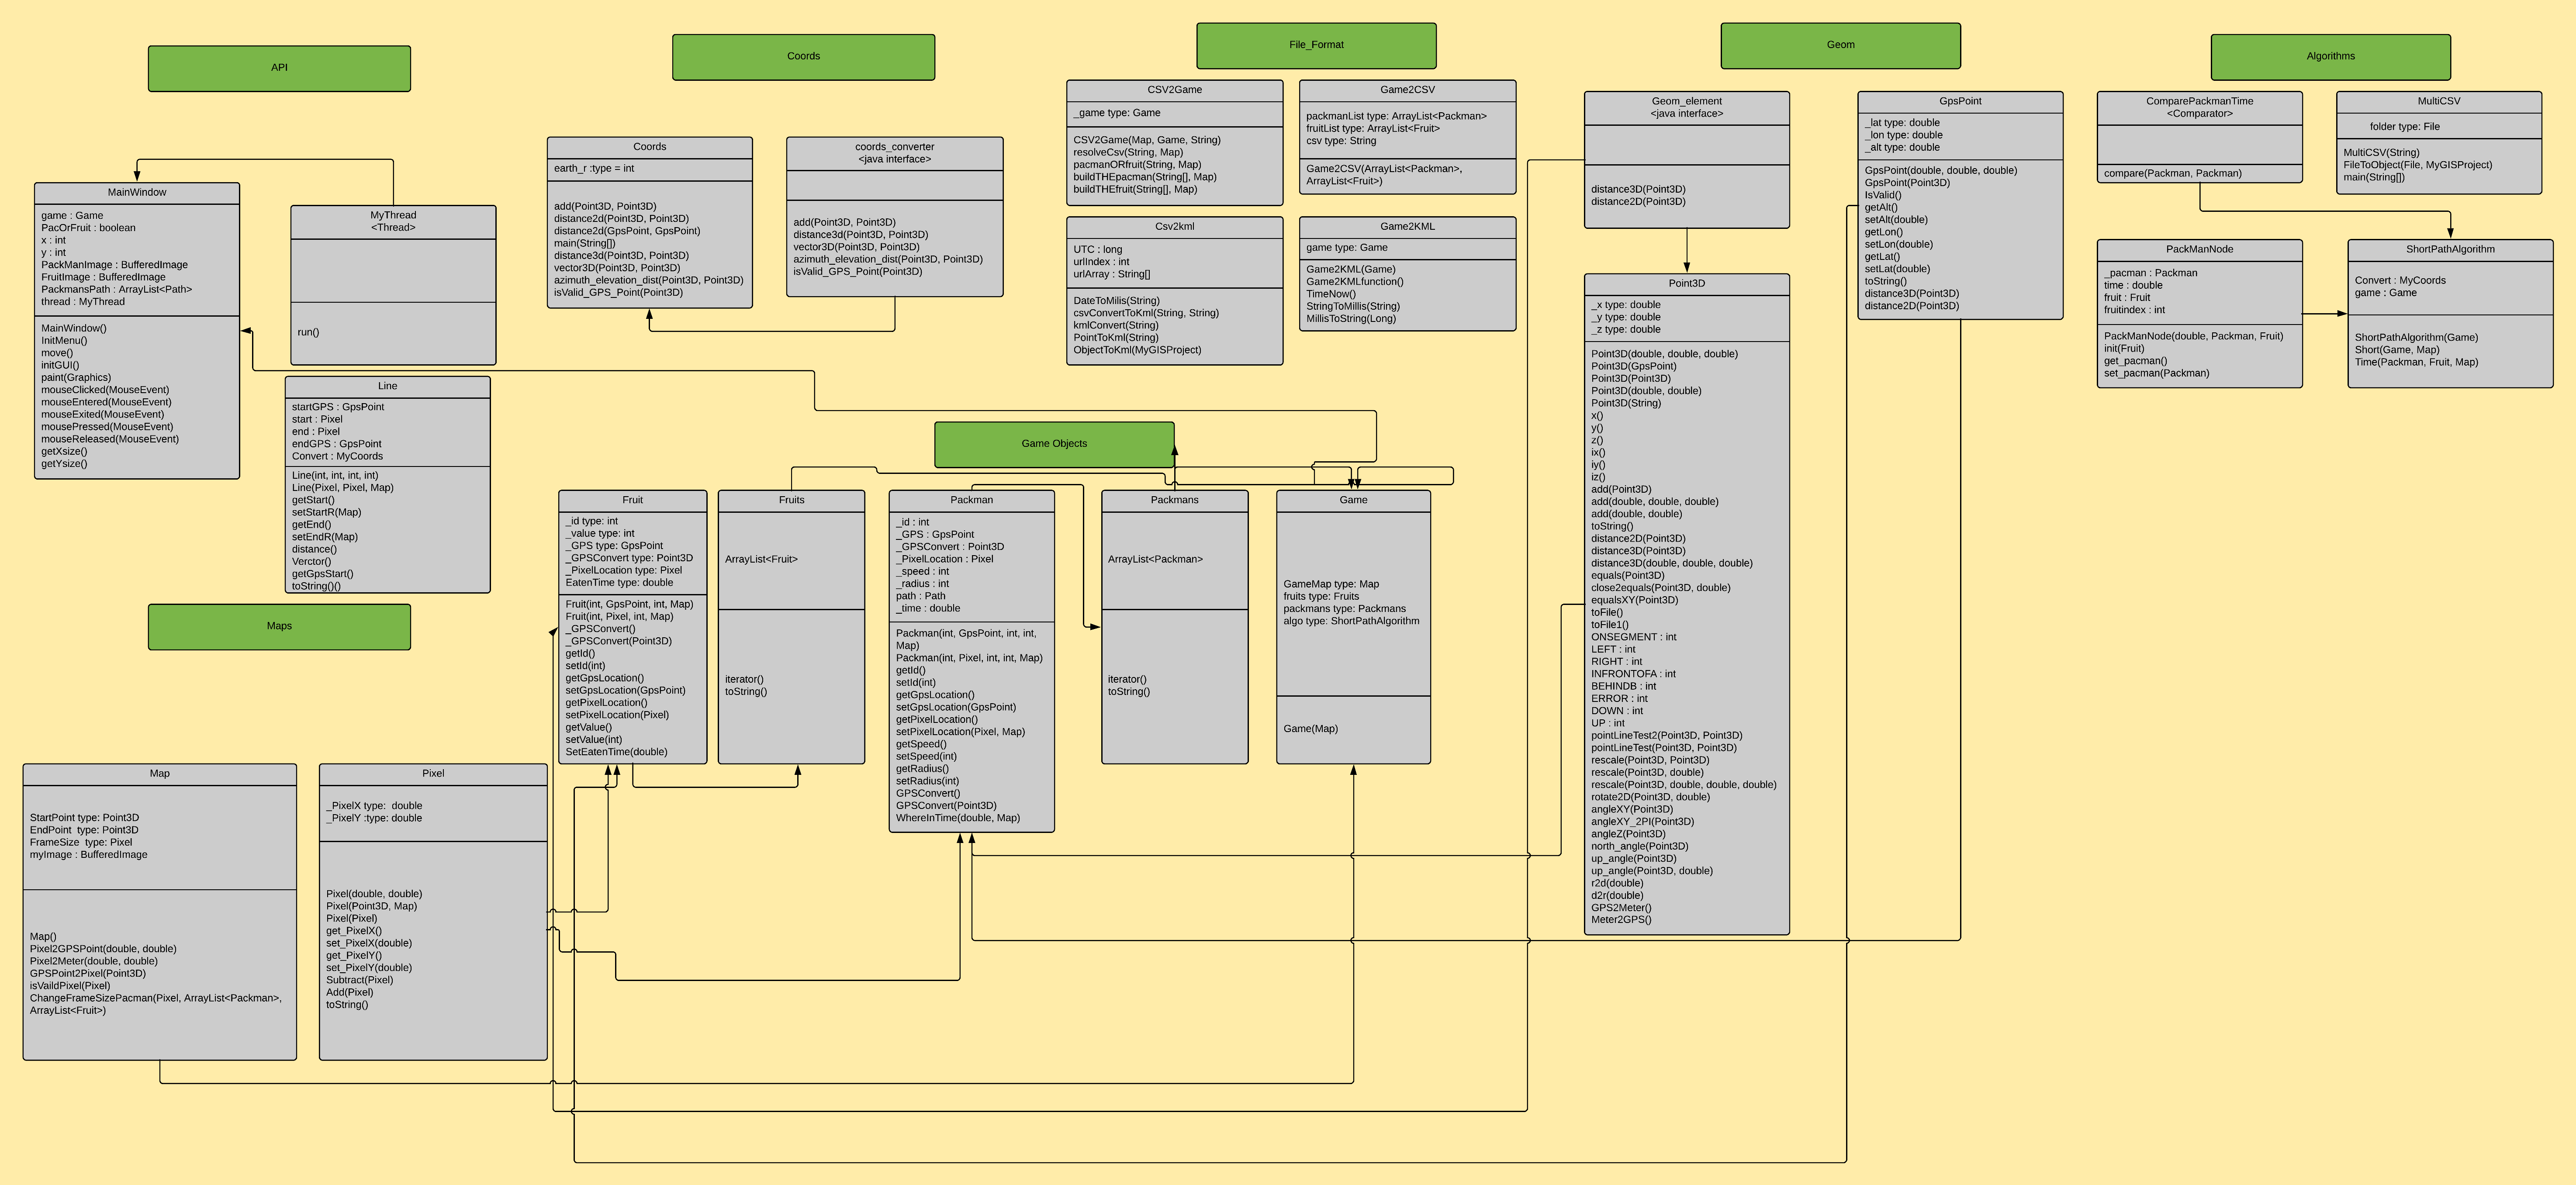 API
MainWindow
game : Game
PacOrFruit : boolean
x : int
y : int
PackManImage : BufferedImage
FruitImage : BufferedImage
PackmansPath : ArrayList<Path>
thread : MyThread
MainWindow()
InitMenu()
move()
initGUI()
paint(Graphics)
mouseClicked(MouseEvent)
mouseEntered(MouseEvent)
mouseExited(MouseEvent)
mousePressed(MouseEvent)
mouseReleased(MouseEvent)
getXsize()
getYsize()
MyThread
<Thread>
run()
Line
startGPS : GpsPoint
start : Pixel
end : Pixel
endGPS : GpsPoint
Convert : MyCoords
Line(int, int, int, int)
Line(Pixel, Pixel, Map)
getStart()
setStartR(Map)
getEnd()
setEndR(Map)
distance()
Verctor()
getGpsStart()
toString()()
Coords
Coords
earth_r :type = int
add(Point3D, Point3D)
distance2d(Point3D, Point3D)
distance2d(GpsPoint, GpsPoint)
main(String[])
distance3d(Point3D, Point3D)
vector3D(Point3D, Point3D)
azimuth_elevation_dist(Point3D, Point3D)
isValid_GPS_Point(Point3D)
coords_converter
<java interface>
add(Point3D, Point3D)
distance3d(Point3D, Point3D)
vector3D(Point3D, Point3D)
azimuth_elevation_dist(Point3D, Point3D)
isValid_GPS_Point(Point3D)
File_Format
CSV2Game
_game type: Game
CSV2Game(Map, Game, String)
resolveCsv(String, Map)
pacmanORfruit(String, Map)
buildTHEpacman(String[], Map)
buildTHEfruit(String[], Map)
Game2CSV
packmanList type: ArrayList<Packman>
fruitList type: ArrayList<Fruit>
csv type: String
Game2CSV(ArrayList<Packman>,
ArrayList<Fruit>)
Csv2kml
UTC : long
urlIndex : int
urlArray : String[]
DateToMilis(String)
csvConvertToKml(String, String)
kmlConvert(String)
PointToKml(String)
ObjectToKml(MyGISProject)
Game2KML
game type: Game
Game2KML(Game)
Game2KMLfunction()
TimeNow()
StringToMillis(String)
MillisToString(Long)
Geom
Geom_element
<java interface>
distance3D(Point3D)
distance2D(Point3D)
Point3D
_x type: double
_y type: double
_z type: double
Point3D(double, double, double)
Point3D(GpsPoint)
Point3D(Point3D)
Point3D(double, double)
Point3D(String)
x()
y()
z()
ix()
iy()
iz()
add(Point3D)
add(double, double, double)
add(double, double)
toString()
distance2D(Point3D)
distance3D(Point3D)
distance3D(double, double, double)
equals(Point3D)
close2equals(Point3D, double)
equalsXY(Point3D)
toFile()
toFile1()
ONSEGMENT : int
LEFT : int
RIGHT : int
INFRONTOFA : int
BEHINDB : int
ERROR : int
DOWN : int
UP : int
pointLineTest2(Point3D, Point3D)
pointLineTest(Point3D, Point3D)
rescale(Point3D, Point3D)
rescale(Point3D, double)
rescale(Point3D, double, double, double)
rotate2D(Point3D, double)
angleXY(Point3D)
angleXY_2PI(Point3D)
angleZ(Point3D)
north_angle(Point3D)
up_angle(Point3D)
up_angle(Point3D, double)
r2d(double)
d2r(double)
GPS2Meter()
Meter2GPS()
GpsPoint
_lat type: double
_lon type: double
_alt type: double
GpsPoint(double, double, double)
GpsPoint(Point3D)
IsValid()
getAlt()
setAlt(double)
getLon()
setLon(double)
getLat()
setLat(double)
toString()
distance3D(Point3D)
distance2D(Point3D)
Algorithms
ComparePackmanTime
<Comparator>
compare(Packman, Packman)
MultiCSV
folder type: File
MultiCSV(String)
FileToObject(File, MyGISProject)
main(String[])
PackManNode
_pacman : Packman
time : double
fruit : Fruit
fruitindex : int
PackManNode(double, Packman, Fruit)
init(Fruit)
get_pacman()
set_pacman(Packman)
ShortPathAlgorithm
Convert : MyCoords
game : Game
ShortPathAlgorithm(Game)
Short(Game, Map)
Time(Packman, Fruit, Map)
Game Objects
Fruit
_id type: int
_value type: int
_GPS type: GpsPoint
_GPSConvert type: Point3D
_PixelLocation type: Pixel
EatenTime type: double
Fruit(int, GpsPoint, int, Map)
Fruit(int, Pixel, int, Map)
_GPSConvert()
_GPSConvert(Point3D)
getId()
setId(int)
getGpsLocation()
setGpsLocation(GpsPoint)
getPixelLocation()
setPixelLocation(Pixel)
getValue()
setValue(int)
SetEatenTime(double)
Fruits
ArrayList<Fruit>
iterator()
toString()
Packman
_id : int
_GPS : GpsPoint
_GPSConvert : Point3D
_PixelLocation : Pixel
_speed : int
_radius : int
path : Path
_time : double
Packman(int, GpsPoint, int, int,
Map)
Packman(int, Pixel, int, int, Map)
getId()
setId(int)
getGpsLocation()
setGpsLocation(GpsPoint)
getPixelLocation()
setPixelLocation(Pixel, Map)
getSpeed()
setSpeed(int)
getRadius()
setRadius(int)
GPSConvert()
GPSConvert(Point3D)
WhereInTime(double, Map)
Packmans
ArrayList<Packman>
iterator()
toString()
Game
GameMap type: Map
fruits type: Fruits
packmans type: Packmans
algo type: ShortPathAlgorithm
Game(Map)
Maps
Map
StartPoint type: Point3D
EndPoint  type: Point3D
FrameSize  type: Pixel
myImage : BufferedImage
Map()
Pixel2GPSPoint(double, double)
Pixel2Meter(double, double)
GPSPoint2Pixel(Point3D)
isVaildPixel(Pixel)
ChangeFrameSizePacman(Pixel, ArrayList<Packman>,
ArrayList<Fruit>)
Pixel
_PixelX type:  double
_PixelY :type: double
Pixel(double, double)
Pixel(Point3D, Map)
Pixel(Pixel)
get_PixelX()
set_PixelX(double)
get_PixelY()
set_PixelY(double)
Subtract(Pixel)
Add(Pixel)
toString()